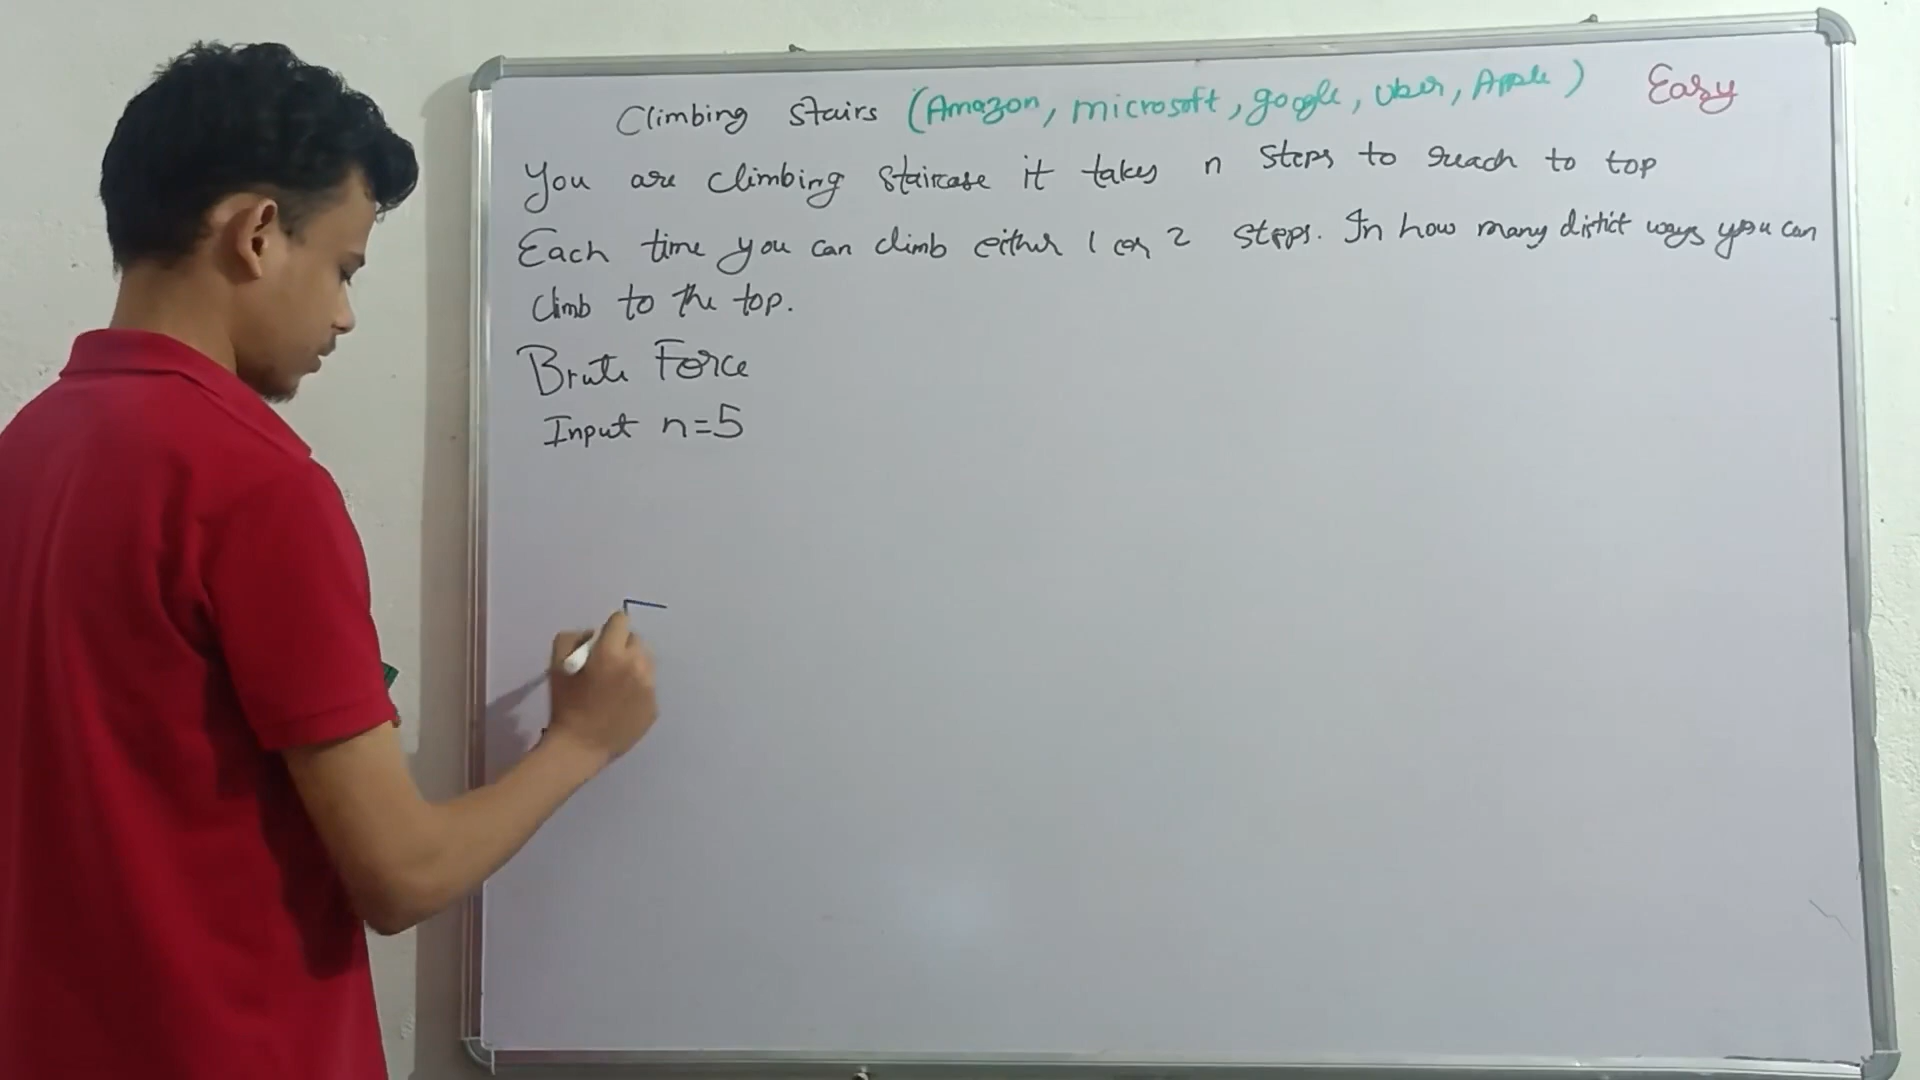 Climbing Stairs (Amazon, microsoft, google, Uber, Apple) Easy
You are climbing staircase it takes n steps to reach to top
Each time you can climb either 1 or 2 stepps. In how many distict ways you can
climb to the top.
Brute Force
Input n=5